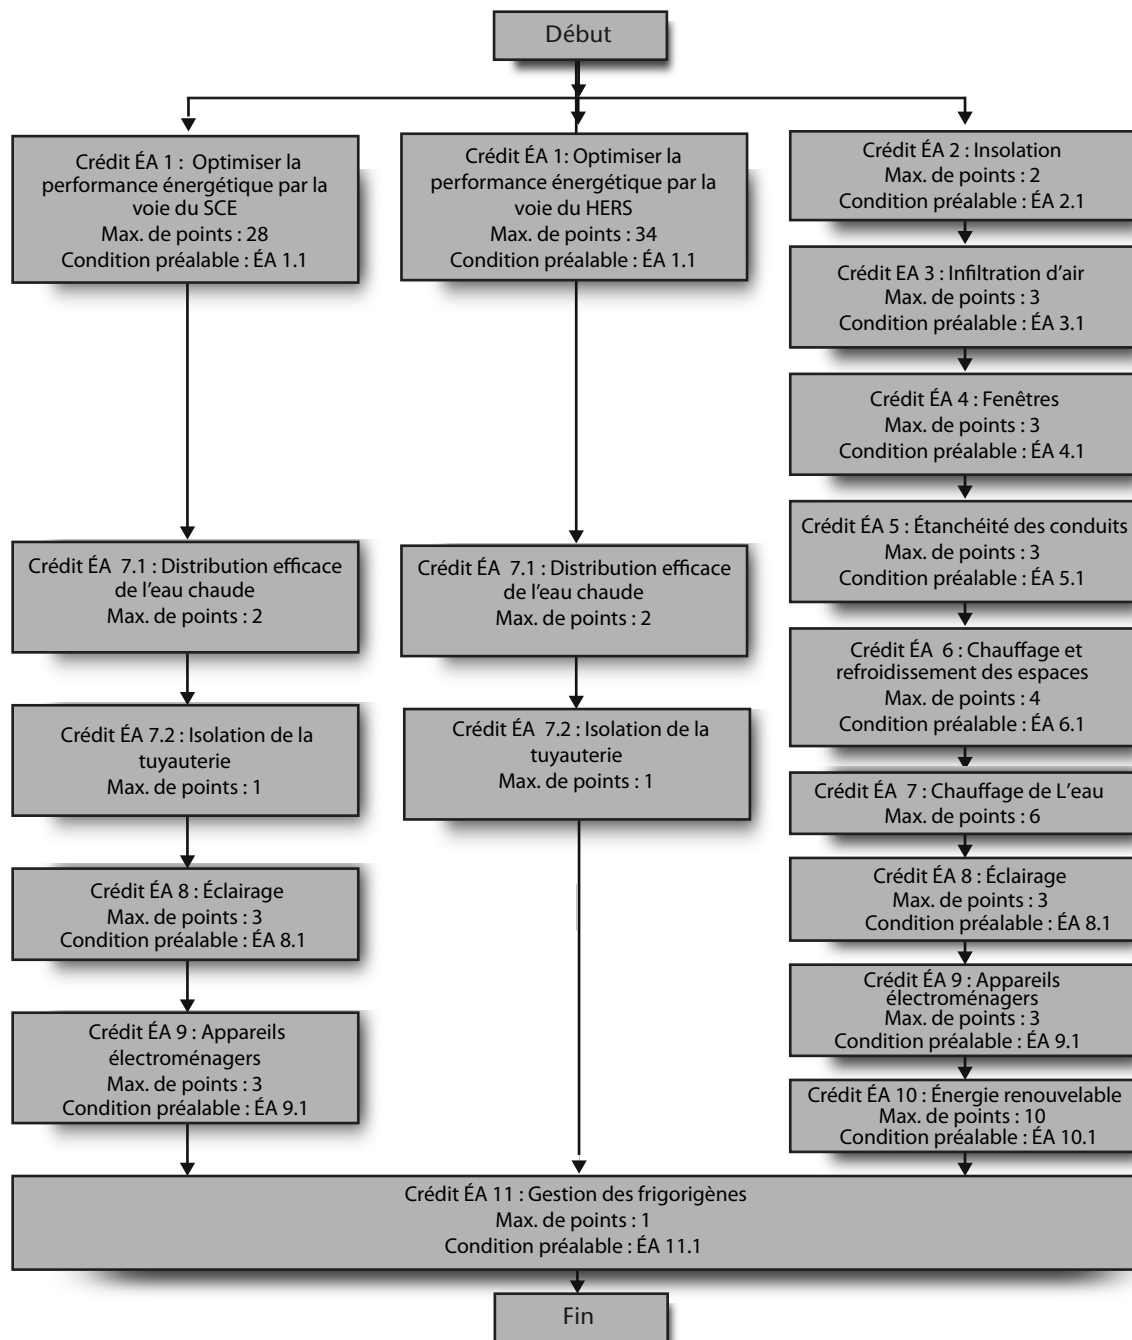 Début
Crédit ÉA 1 : Optimiser la
performance énergétique par la
voie du SCE
Max. de points : 28
Condition préalable : ÉA 1.1
Crédit ÉA 7.1 : Distribution efficace
de l'eau chaude
Max. de points : 2
Crédit ÉA 7.2 : Isolation de la
tuyauterie
Max. de points : 1
Crédit ÉA 8 : Éclairage
Max. de points : 3
Condition préalable : ÉA 8.1
Crédit ÉA 9 : Appareils
électroménagers
Max. de points : 3
Condition préalable : ÉA 9.1
Crédit ÉA 1: Optimiser la
performance énergétique par la
voie du HERS
Max. de points : 34
Condition préalable : ÉA 1.1
Crédit ÉA 7.1 : Distribution efficace
de l'eau chaude
Max. de points : 2
Crédit ÉA 7.2 : Isolation de la
tuyauterie
Max. de points : 1
Crédit ÉA 2 : Insolation
Max. de points : 2
Condition préalable : ÉA 2.1
Crédit EA 3 : Infiltration d'air
Max. de points : 3
Condition préalable : ÉA 3.1
Crédit ÉA 4 : Fenêtres
Max. de points : 3
Condition préalable : ÉA 4.1
Crédit ÉA 5 : Étanchéité des conduits
Max. de points : 3
Condition préalable : ÉA 5.1
Crédit ÉA 6 : Chauffage et
refroidissement des espaces
Max. de points : 4
Condition préalable : ÉA 6.1
Crédit ÉA 7 : Chauffage de L'eau
Max. de points : 6
Crédit ÉA 8 : Éclairage
Max. de points : 3
Condition préalable : ÉA 8.1
Crédit ÉA 9 : Appareils
électroménagers
Max. de points : 3
Condition préalable : ÉA 9.1
Crédit ÉA 10 : Énergie renouvelable
Max. de points : 10
Condition préalable : ÉA 10.1
Crédit ÉA 11 : Gestion des frigorigènes
Max. de points : 1
Condition préalable : ÉA 11.1
Fin